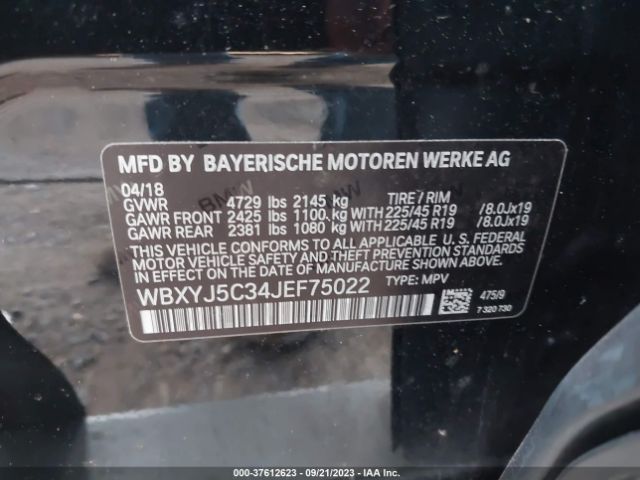 MFD BY BAYERISCHE MOTOREN WERKE AG
04/18
GVWR 4729 lbs 2145 kg TIRE / RIM
GAWR FRONT 2425 lbs 1100 kg WITH 225/45 R19 /8.0Jx19
GAWR REAR 2381 lbs 1080 kg WITH 225/45 R19 /8.0Jx19
THIS VEHICLE CONFORMS TO ALL APPLICABLE U. S. FEDERAL
MOTOR VEHICLE SAFETY, BUMPER, AND THEFT PREVENTION
STANDARDS IN EFFECT ON THE DATE OF MANUFACTURE SHOWN ABOVE.
WBXYJ5C34JEF75022 TYPE: MPV
475/9
7 320 730
BMW
BMW
000-37612623 - 09/21/2023 - IAA Inc.